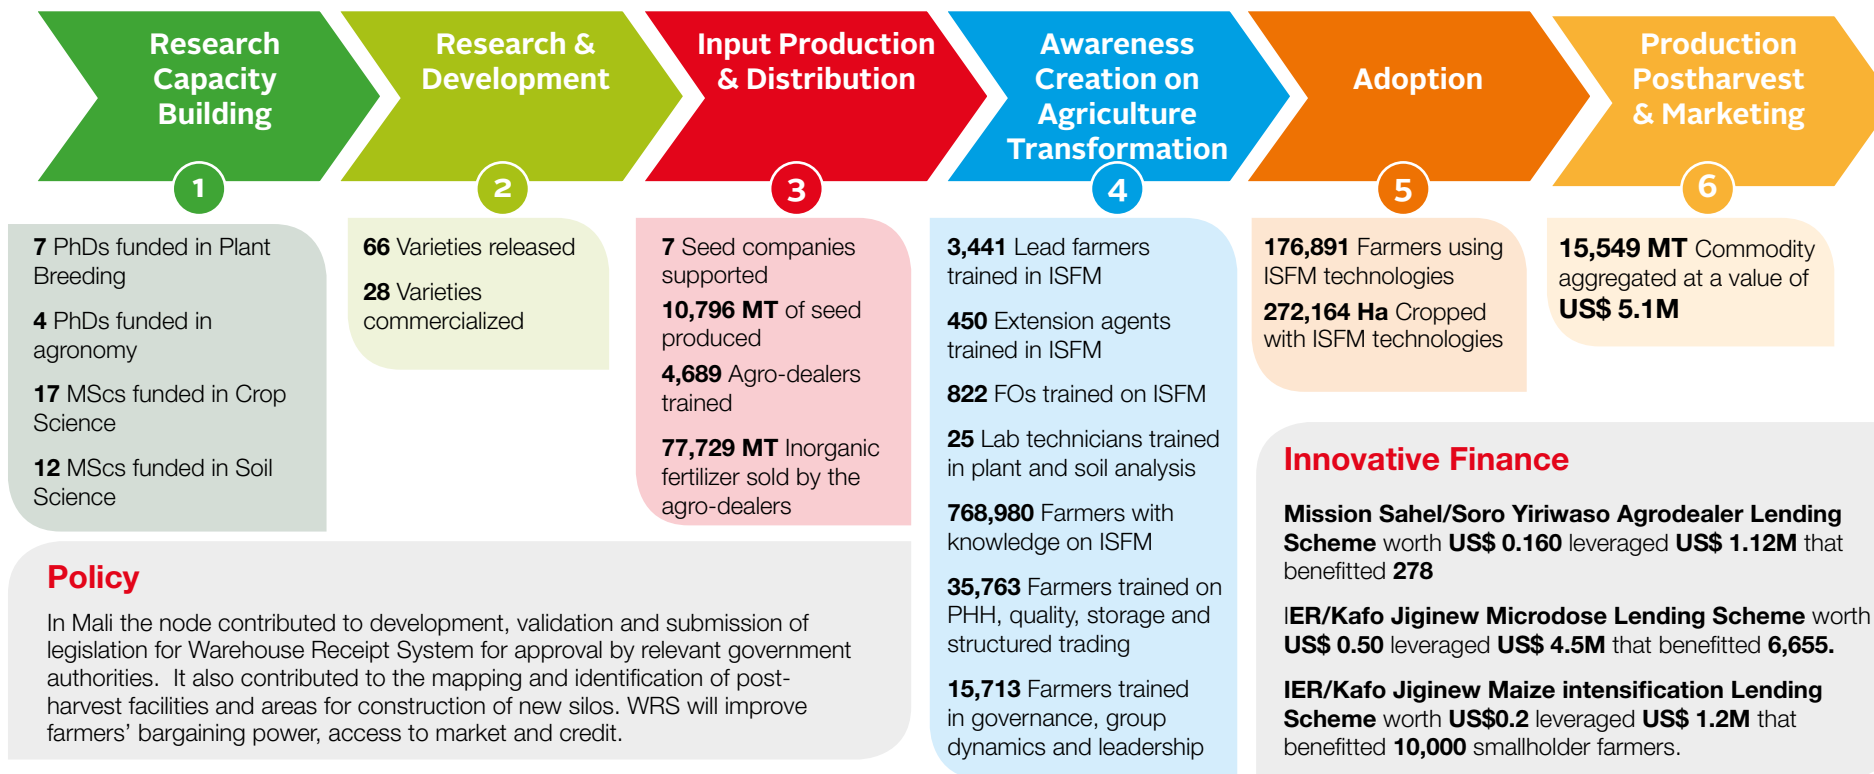 Research
Capacity
Building
1
7 PhDs funded in Plant
Breeding
4 PhDs funded in
agronomy
17 MScs funded in Crop
Science
12 MScs funded in Soil
Science
Research &
Development
2
66 Varieties released
28 Varieties
commercialized
Input Production
& Distribution
3
7 Seed companies
supported
10,796 MT of seed
produced
4,689 Agro-dealers
trained
77,729 MT Inorganic
fertilizer sold by the
agro-dealers
Awareness
Creation on
Agriculture
Transformation
4
3,441 Lead farmers
trained in ISFM
450 Extension agents
trained in ISFM
822 FOs trained on ISFM
25 Lab technicians trained
in plant and soil analysis
768,980 Farmers with
knowledge on ISFM
35,763 Farmers trained on
PHH, quality, storage and
structured trading
15,713 Farmers trained
in governance, group
dynamics and leadership
Adoption
5
176,891 Farmers using
ISFM technologies
272,164 Ha Cropped
with ISFM technologies
Production
Postharvest
& Marketing
6
15,549 MT Commodity
aggregated at a value of
US$ 5.1M
Policy
In Mali the node contributed to development, validation and submission of
legislation for Warehouse Receipt System for approval by relevant government
authorities.  It also contributed to the mapping and identification of post-
harvest facilities and areas for construction of new silos. WRS will improve
farmers' bargaining power, access to market and credit.
Innovative Finance
Mission Sahel/Soro Yiriwaso Agrodealer Lending
Scheme worth US$ 0.160 leveraged US$ 1.12M that
benefitted 278
IER/Kafo Jiginew Microdose Lending Scheme worth
US$ 0.50 leveraged US$ 4.5M that benefitted 6,655.
IER/Kafo Jiginew Maize intensification Lending
Scheme worth US$0.2 leveraged US$ 1.2M that
benefitted 10,000 smallholder farmers.